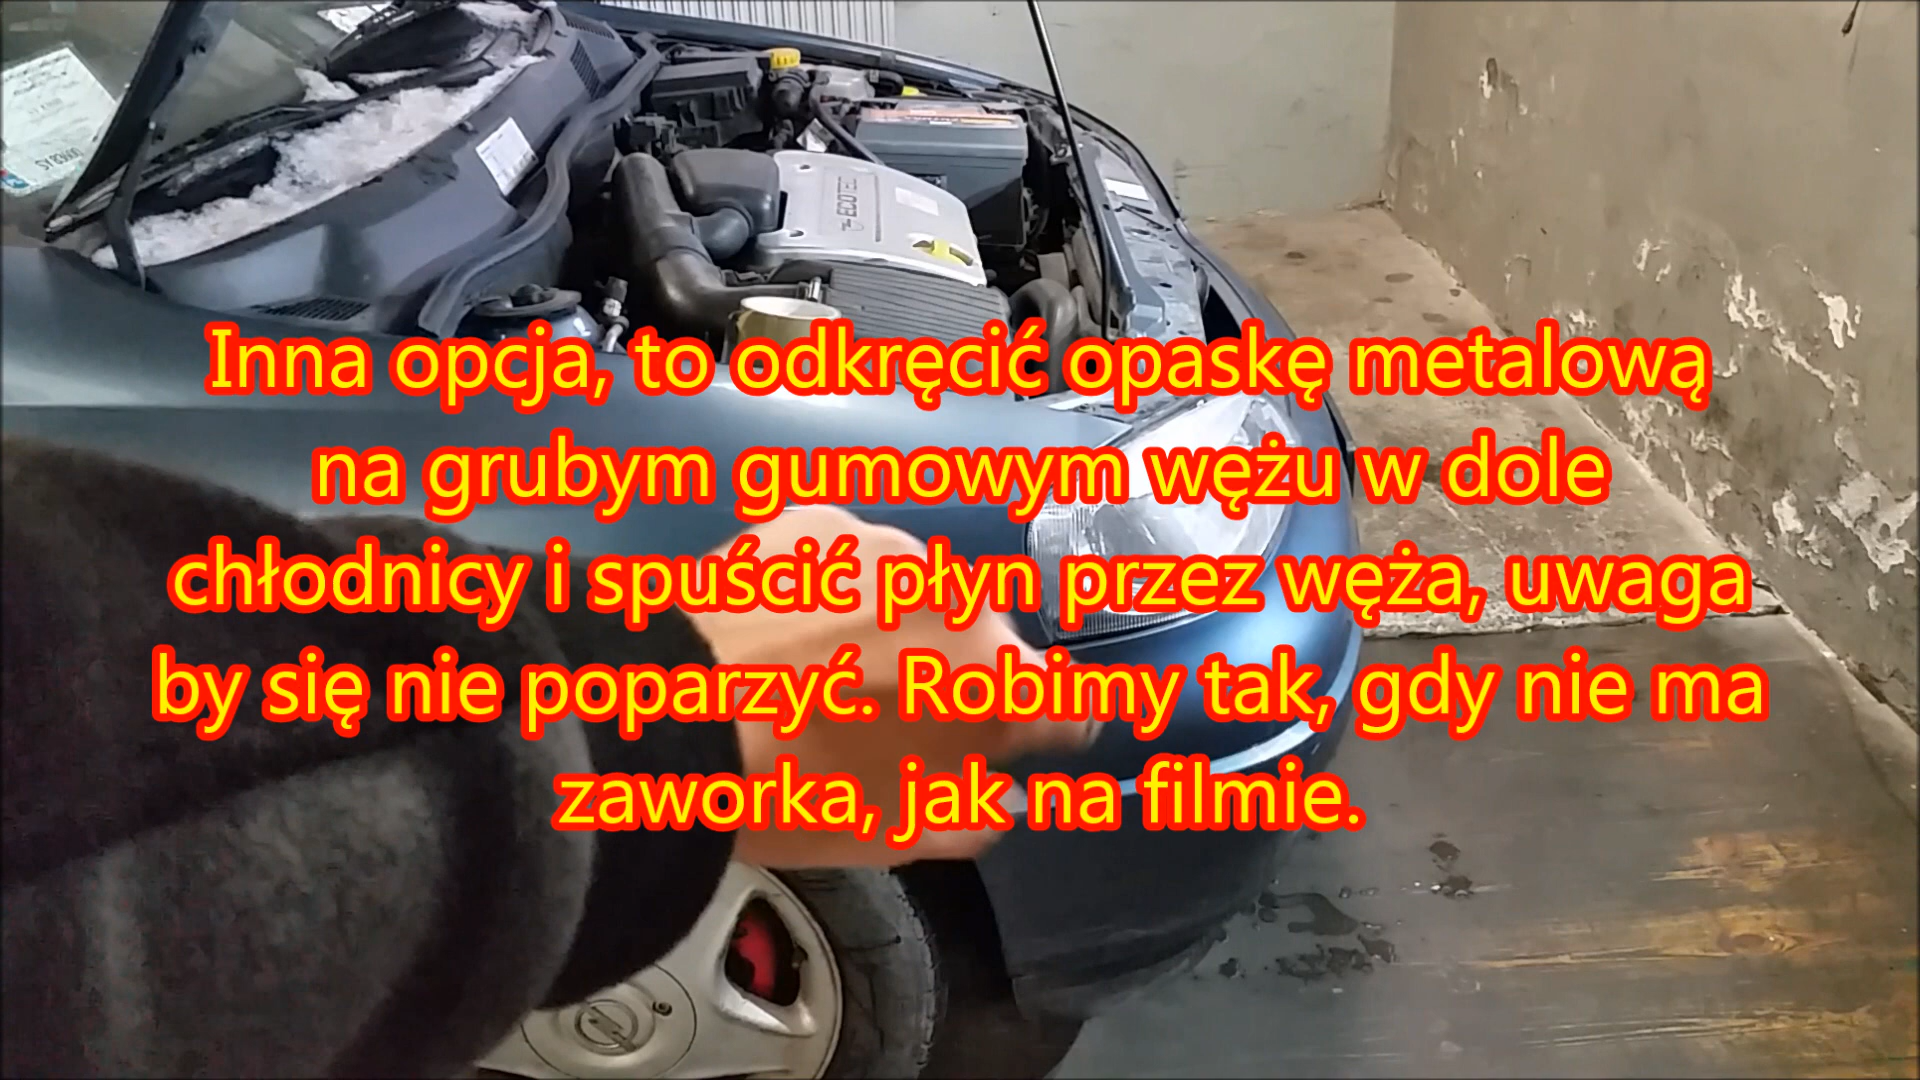 ECOTEC
Inna opcja, to odkręcić opaskę metalową
na grubym gumowym wężu w dole
chłodnicy i spuścić płyn przez węża, uwaga
by się nie poparzyć. Robimy tak, gdy nie ma
zaworka, jak na filmie.